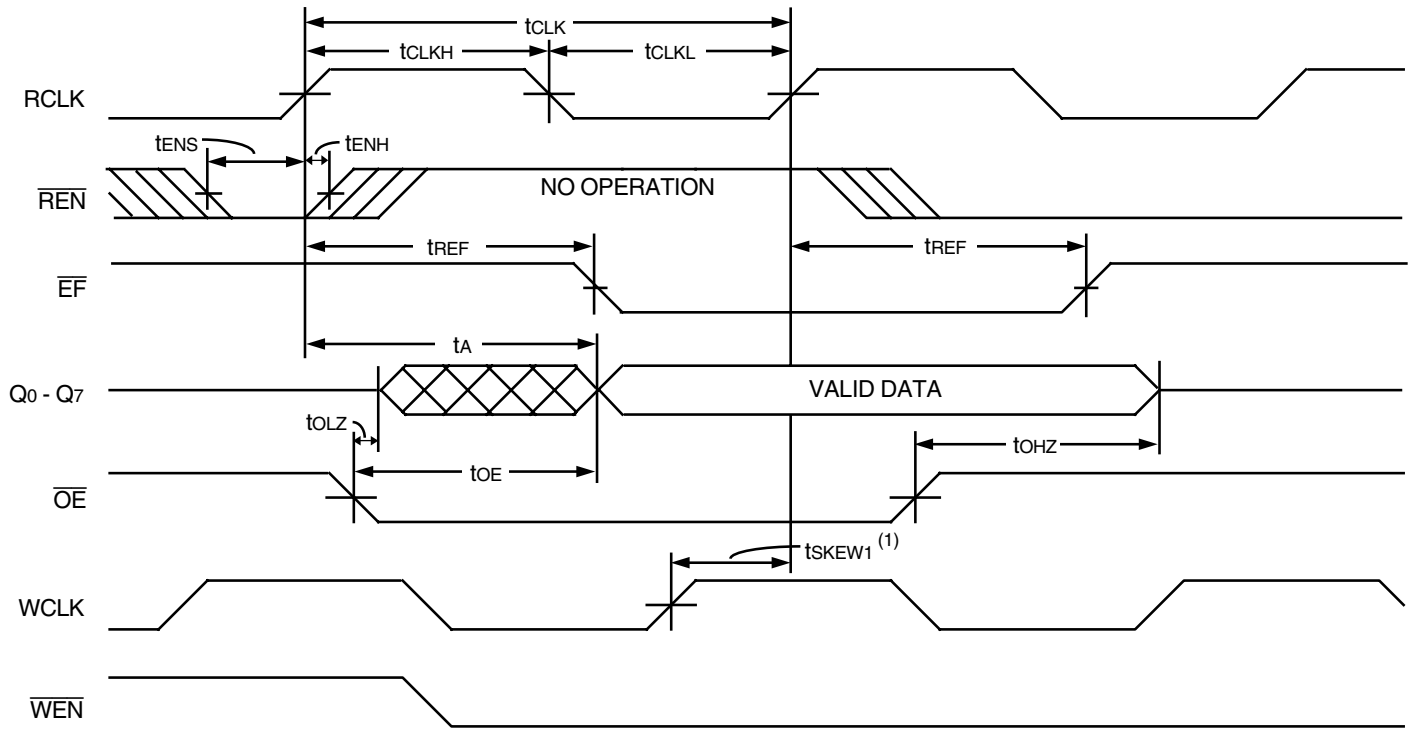 tCLK
tCLKH
tCLKL
RCLK
tENS
tENH
REN
NO OPERATION
tREF
tREF
EF
tA
Q0 - Q7
VALID DATA
tOLZ
tOE
tOHZ
OE
tSKEW1 (1)
WCLK
WEN